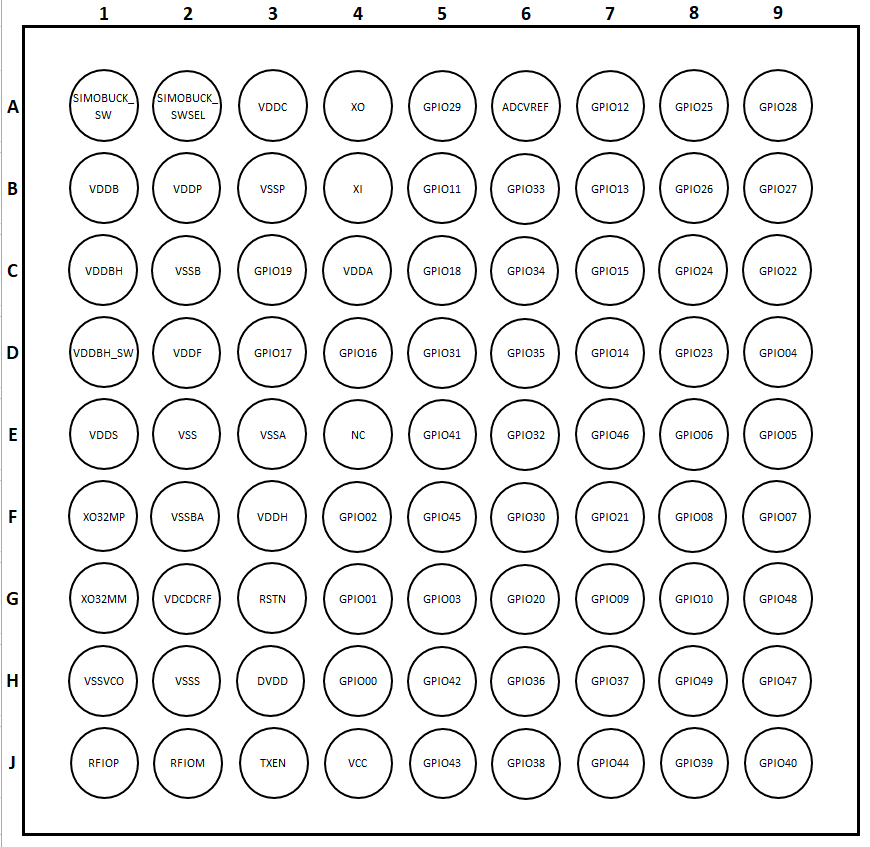 1 2 3 4 5 6 7 8 9
A SIMOBUCK_ SIMOBUCK_ VDDC XO GPIO29 ADCVREF GPIO12 GPIO25 GPIO28
SW SWSEL
B VDDB VDDP VSSP XI GPIO11 GPIO33 GPIO13 GPIO26 GPIO27
C VDDBH VSSB GPIO19 VDDA GPIO18 GPIO34 GPIO15 GPIO24 GPIO22
D VDDBH_SW VDDF GPIO17 GPIO16 GPIO31 GPIO35 GPIO14 GPIO23 GPIO04
E VDDS VSS VSSA NC GPIO41 GPIO32 GPIO46 GPIO06 GPIO05
F XO32MP VSSBA VDDH GPIO02 GPIO45 GPIO30 GPIO21 GPIO08 GPIO07
G XO32MM VDCDCRF RSTN GPIO01 GPIO03 GPIO20 GPIO09 GPIO10 GPIO48
H VSSVCO VSSS DVDD GPIO00 GPIO42 GPIO36 GPIO37 GPIO49 GPIO47
J RFIOP RFIOM TXEN VCC GPIO43 GPIO38 GPIO44 GPIO39 GPIO40